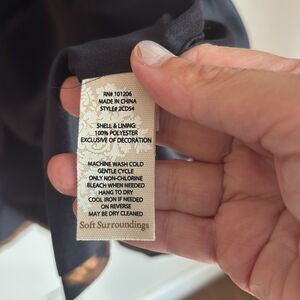 RN# 101206
MADE IN CHINA
STYLE# 2CD54
SHELL & LINING:
100% POLYESTER
EXCLUSIVE OF DECORATION
MACHINE WASH COLD
GENTLE CYCLE
ONLY NON-CHLORINE
BLEACH WHEN NEEDED
HANG TO DRY
COOL IRON IF NEEDED
ON REVERSE
MAY BE DRY CLEANED
Soft Surroundings